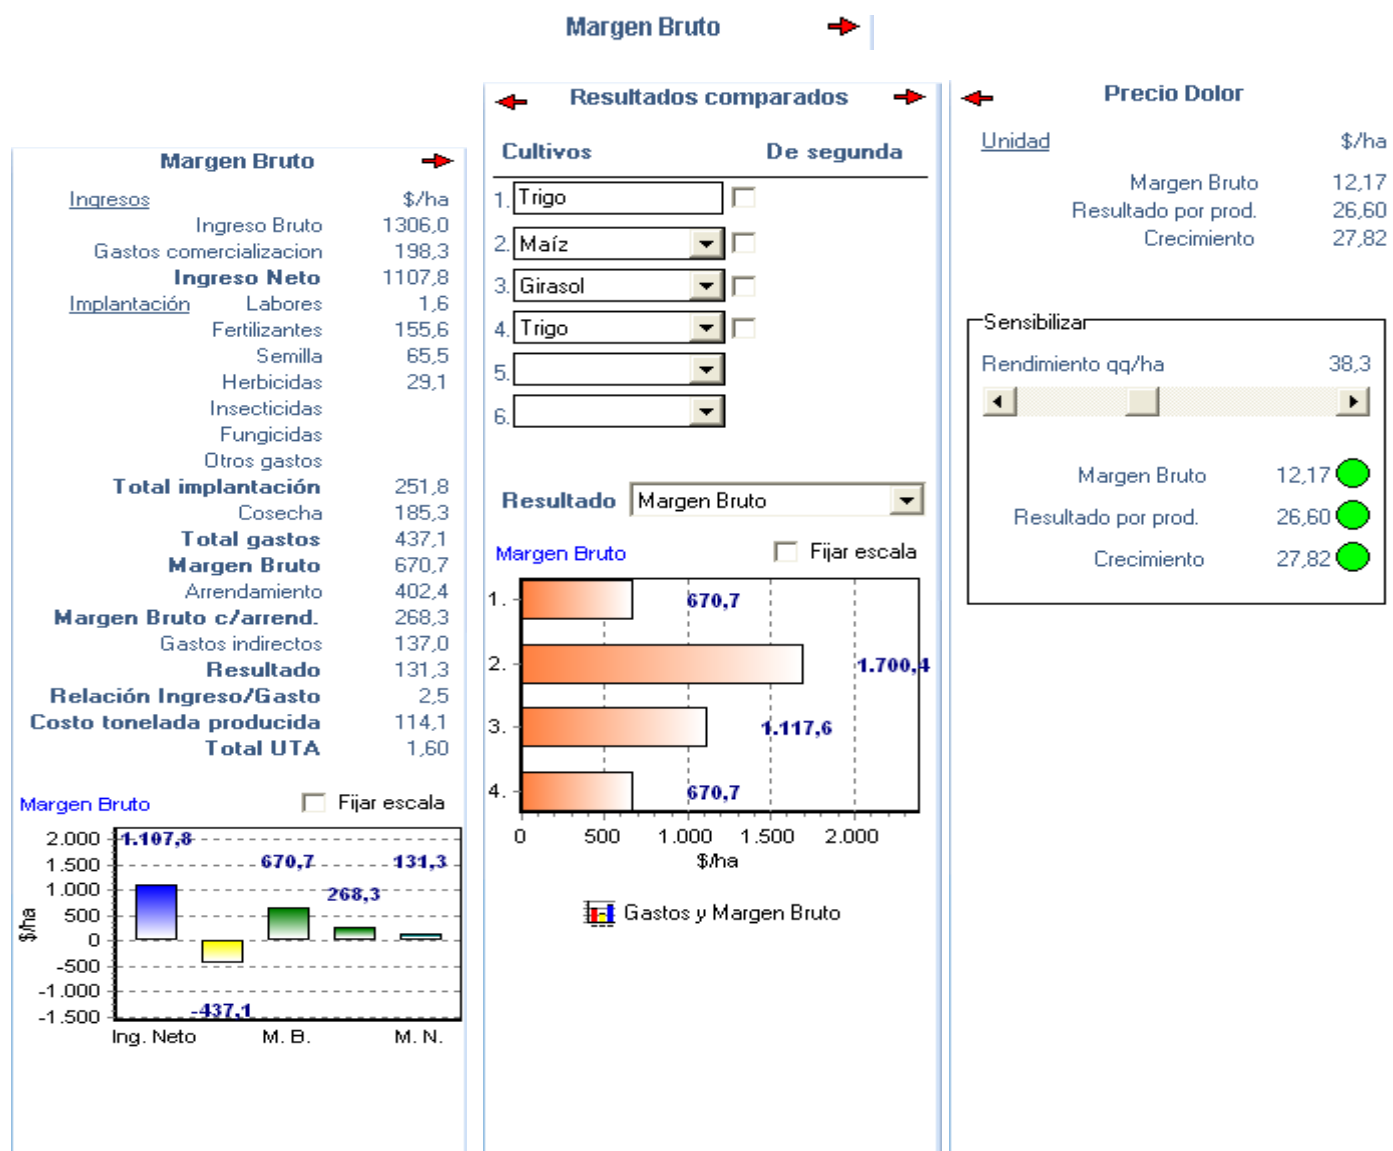 Margen Bruto
Margen Bruto
Ingresos $/ha
Ingreso Bruto 1306,0
Gastos comercializacion 198,3
Ingreso Neto 1107,8
Implantación Labores 1,6
Fertilizantes 155,6
Semilla 65,5
Herbicidas 29,1
Insecticidas
Fungicidas
Otros gastos
Total implantación 251,8
Cosecha 185,3
Total gastos 437,1
Margen Bruto 670,7
Arrendamiento 402,4
Margen Bruto c/arrend. 268,3
Gastos indirectos 137,0
Resultado 131,3
Relación Ingreso/Gasto 2,5
Costo tonelada producida 114,1
Total UTA 1,60
Margen Bruto Fijar escala
2.000 1.107,8
1.500 670,7 131,3
1.000 268,3
500
$/ha
0
-500
-1.000
-1.500 -437,1
Ing. Neto M. B. M. N.
Resultados comparados
Cultivos De segunda
1. Trigo
2. Maíz
3. Girasol
4. Trigo
5.
6.
Resultado Margen Bruto
Margen Bruto Fijar escala
1. 670,7
2. 1.700,4
3. 1.117,6
4. 670,7
0 500 1.000 1.500 2.000
$/ha
Gastos y Margen Bruto
Precio Dolor
Unidad $/ha
Margen Bruto 12,17
Resultado por prod. 26,60
Crecimiento 27,82
Sensibilizar
Rendimiento qq/ha 38,3
Margen Bruto 12,17
Resultado por prod. 26,60
Crecimiento 27,82